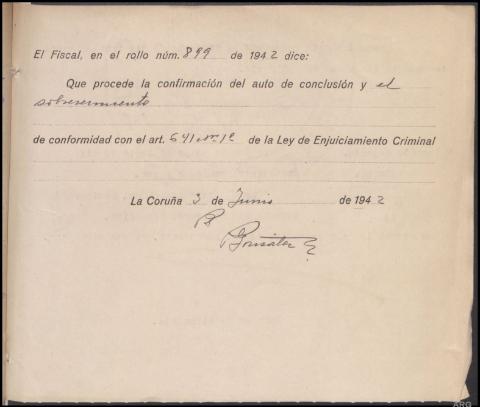 El Fiscal, en el rollo núm. 899 de 1942 dice:
Que procede la confirmación del auto de conclusión y el
sobreseimiento
de conformidad con el art. 641 nº 1º de la Ley de Enjuiciamiento Criminal
La Coruña 3 de Junio de 1942
González
ARG